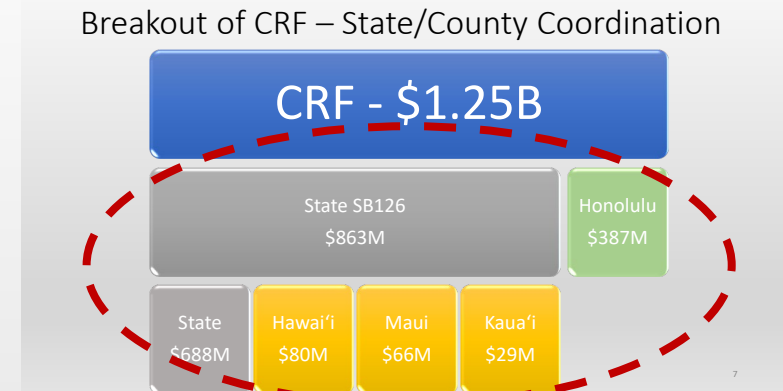 Breakout of CRF – State/County Coordination
CRF - $1.25B
State SB126
$863M
Honolulu
$387M
State
$688M
Hawaiʻi
$80M
Maui
$66M
Kauaʻi
$29M
7